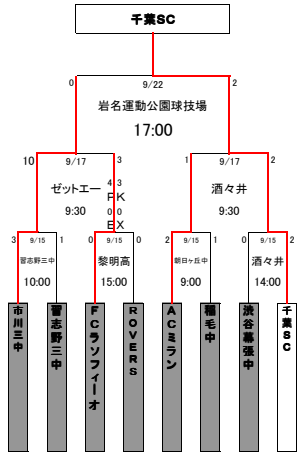 千葉SC
0 9/22 2
岩名運動公園球技場
17:00
10 9/17 3
1 9/17 2
ゼットエー
4 3
PK
0 0
EX
9:30
酒々井
9:30
3 9/15 1
0 9/15 0
2 9/15 1
0 9/15 2
習志野三中
10:00
黎明高
15:00
朝日ヶ丘中
9:00
酒々井
14:00
市川三中
習志野三中
FCラソフィーオ
ROVERS
ACミラン
稲毛中
渋谷幕張中
千葉SC